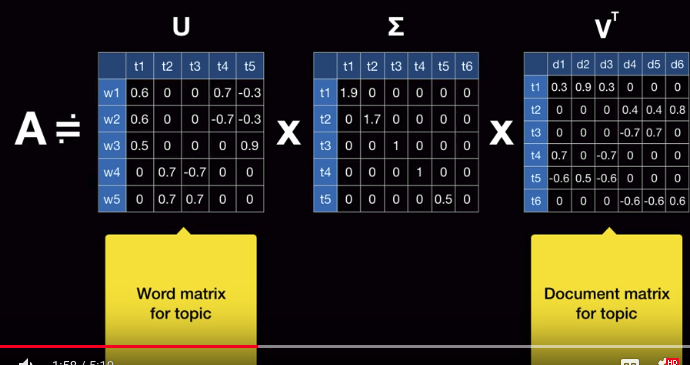 U Σ Vᵀ
A ≑ x x
t1 t2 t3 t4 t5
w1 0.6 0 0 0.7 -0.3
w2 0.6 0 0 -0.7 -0.3
w3 0.5 0 0 0 0.9
w4 0 0.7 -0.7 0 0
w5 0 0.7 0.7 0 0
t1 t2 t3 t4 t5 t6
t1 1.9 0 0 0 0 0
t2 0 1.7 0 0 0 0
t3 0 0 1 0 0 0
t4 0 0 0 1 0 0
t5 0 0 0 0 0.5 0
d1 d2 d3 d4 d5 d6
t1 0.3 0.9 0.3 0 0 0
t2 0 0 0 0.4 0.4 0.8
t3 0 0 0 -0.7 0.7 0
t4 0.7 0 -0.7 0 0 0
t5 -0.6 0.5 -0.6 0 0 0
t6 0 0 0 -0.6 -0.6 0.6
Word matrix
for topic
Document matrix
for topic
1:58 / 5:10
HD